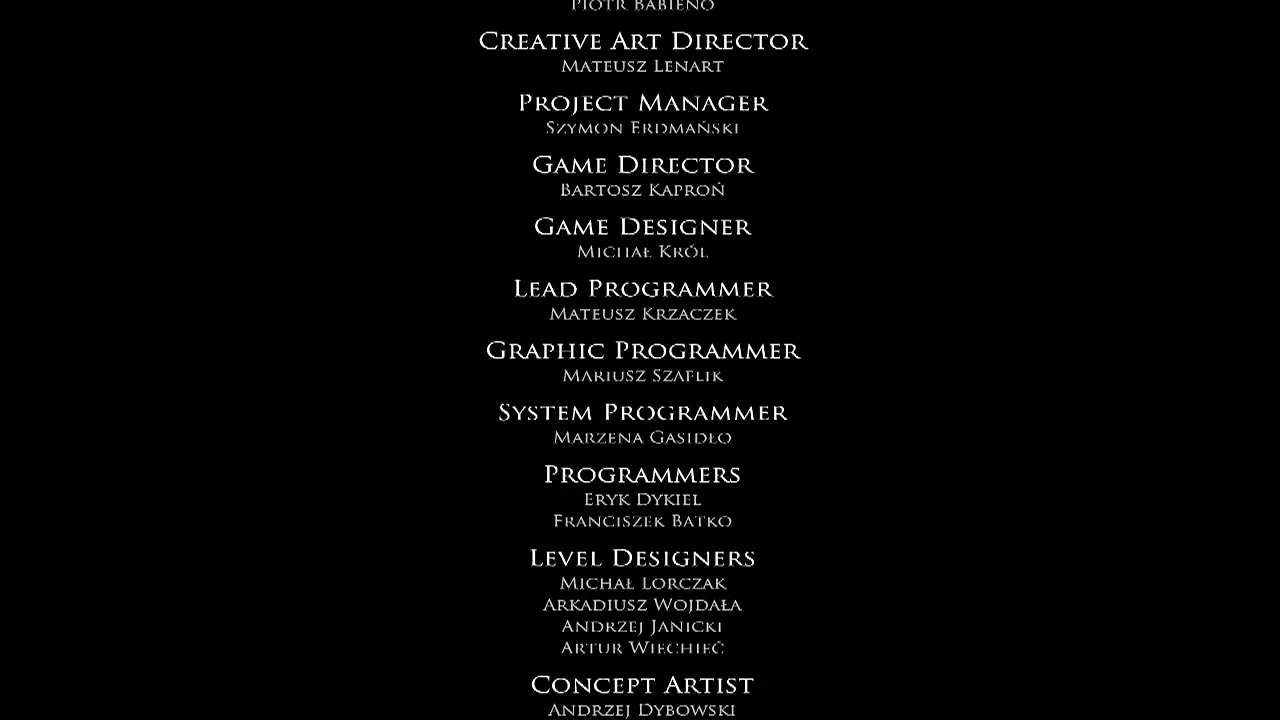 PIOTR BABIENO
CREATIVE ART DIRECTOR
MATEUSZ LENART
PROJECT MANAGER
SZYMON ERDMAŃSKI
GAME DIRECTOR
BARTOSZ KAPROŃ
GAME DESIGNER
MICHAŁ KRÓL
LEAD PROGRAMMER
MATEUSZ KRZACZEK
GRAPHIC PROGRAMMER
MARIUSZ SZAFLIK
SYSTEM PROGRAMMER
MARZENA GASIDŁO
PROGRAMMERS
ERYK DYKIEL
FRANCISZEK BATKO
LEVEL DESIGNERS
MICHAŁ LORCZAK
ARKADIUSZ WOJDAŁA
ANDRZEJ JANICKI
ARTUR WIECHIEĆ
CONCEPT ARTIST
ANDRZEJ DYBOWSKI